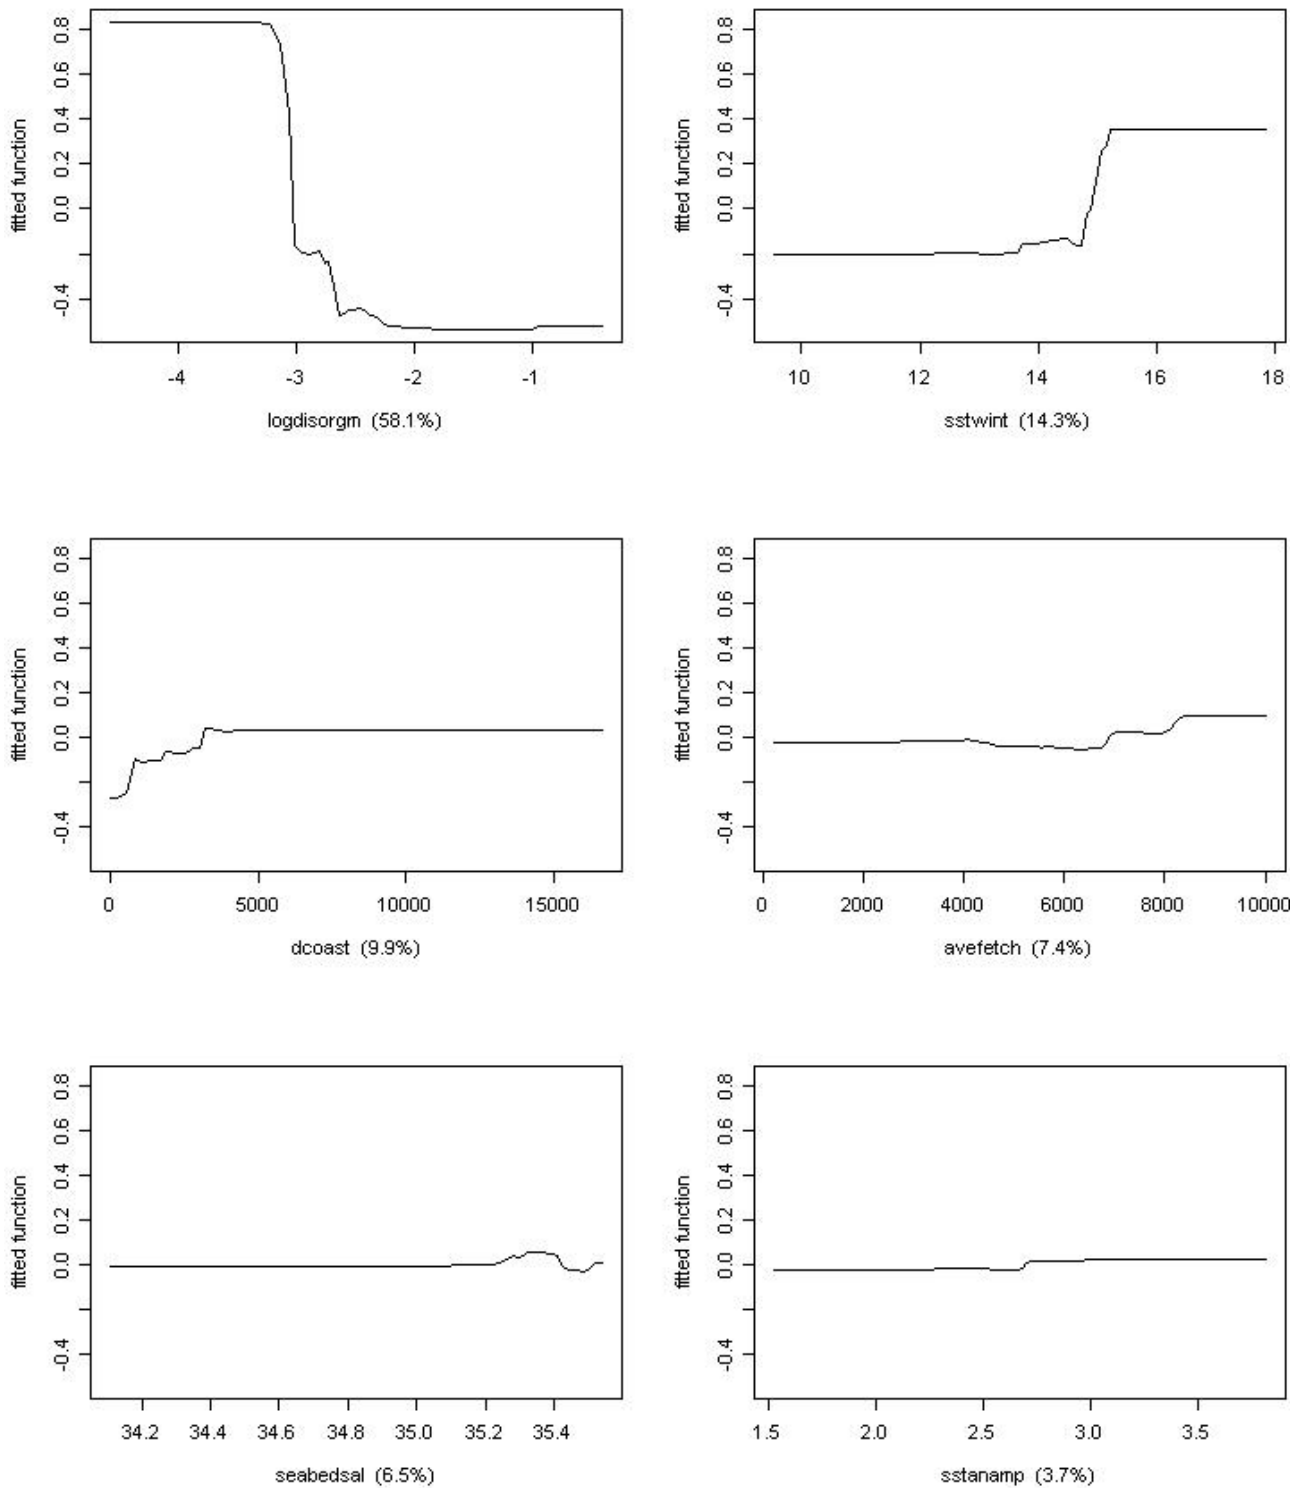 0.8
0.6
0.4
0.2
0.0
-0.4
fitted function
-4 -3 -2 -1
logdisorgm (58.1%)
0.8
0.6
0.4
0.2
0.0
-0.4
fitted function
10 12 14 16 18
sstwint (14.3%)
0.8
0.6
0.4
0.2
0.0
-0.4
fitted function
0 5000 10000 15000
dcoast (9.9%)
0.8
0.6
0.4
0.2
0.0
-0.4
fitted function
0 2000 4000 6000 8000 10000
avefetch (7.4%)
0.8
0.6
0.4
0.2
0.0
-0.4
fitted function
34.2 34.4 34.6 34.8 35.0 35.2 35.4
seabedsal (6.5%)
0.8
0.6
0.4
0.2
0.0
-0.4
fitted function
1.5 2.0 2.5 3.0 3.5
sstanamp (3.7%)